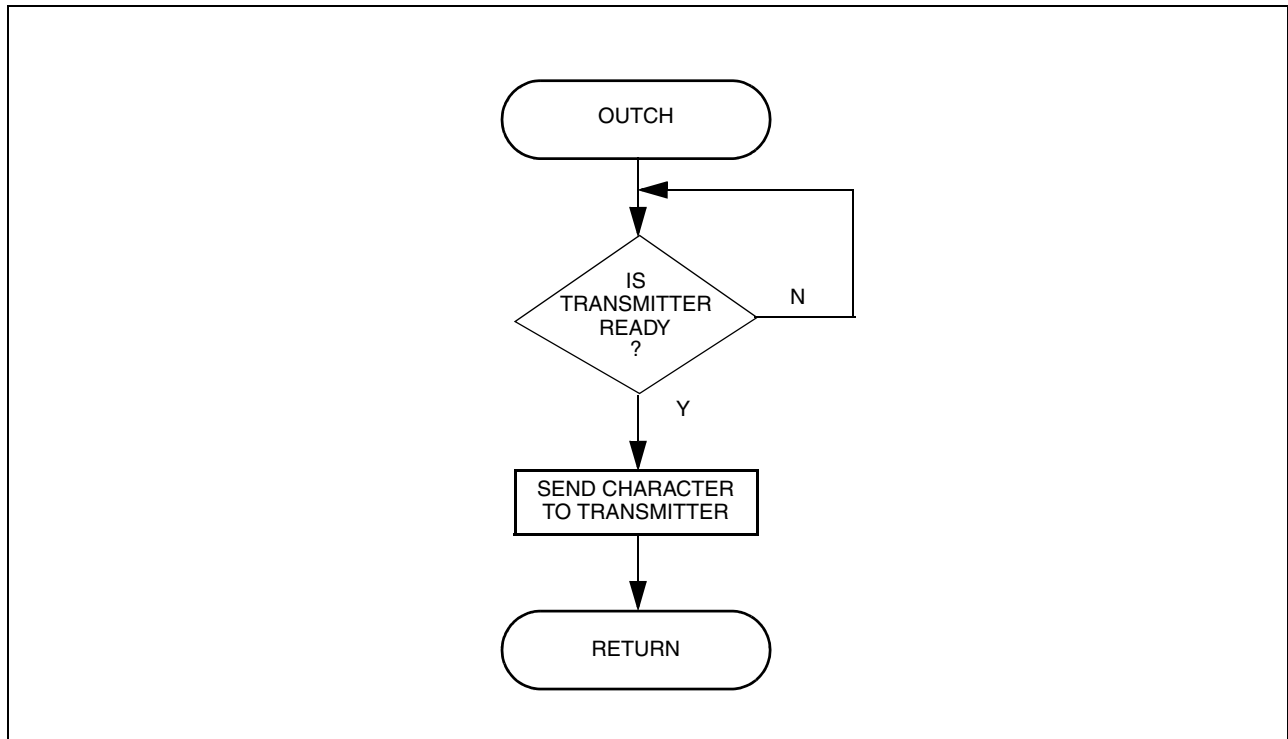 OUTCH
IS
TRANSMITTER
READY
?
N
Y
SEND CHARACTER
TO TRANSMITTER
RETURN